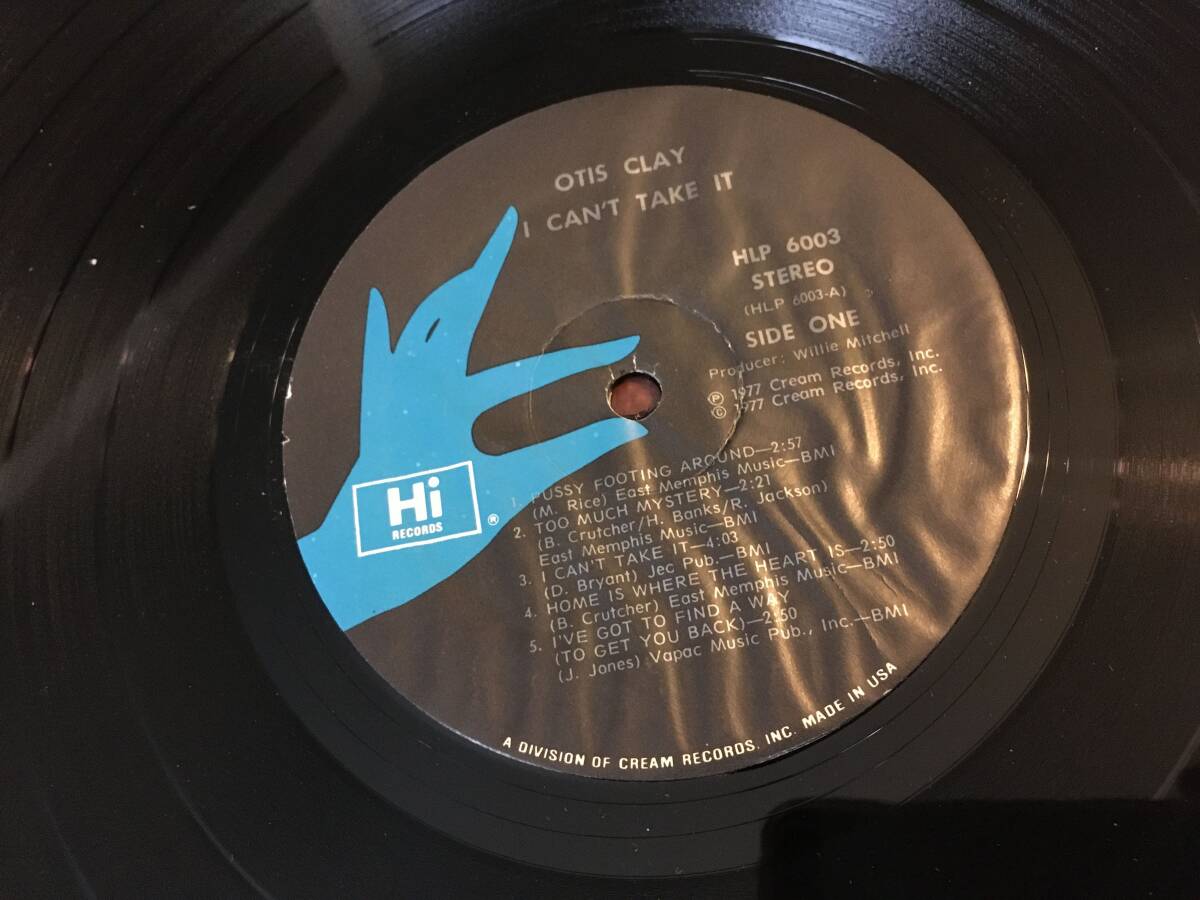 OTIS CLAY
I CAN'T TAKE IT
HLP 6003
STEREO
(HLP 6003-A)
SIDE ONE
Producer: Willie Mitchell
Ⓟ 1977 Cream Records, Inc.
© 1977 Cream Records, Inc.
Hi
RECORDS
®
1. PUSSY FOOTING AROUND—2:57
(M. Rice) East Memphis Music—BMI
2. TOO MUCH MYSTERY—2:21
(B. Crutcher/H. Banks/R. Jackson)
East Memphis Music—BMI
3. I CAN'T TAKE IT—4:03
(D. Bryant) Jec Pub.—BMI
4. HOME IS WHERE THE HEART IS—2:50
(B. Crutcher) East Memphis Music—BMI
5. I'VE GOT TO FIND A WAY
(TO GET YOU BACK)—2:50
(J. Jones) Vapac Music Pub., Inc.—BMI
A DIVISION OF CREAM RECORDS, INC. MADE IN USA